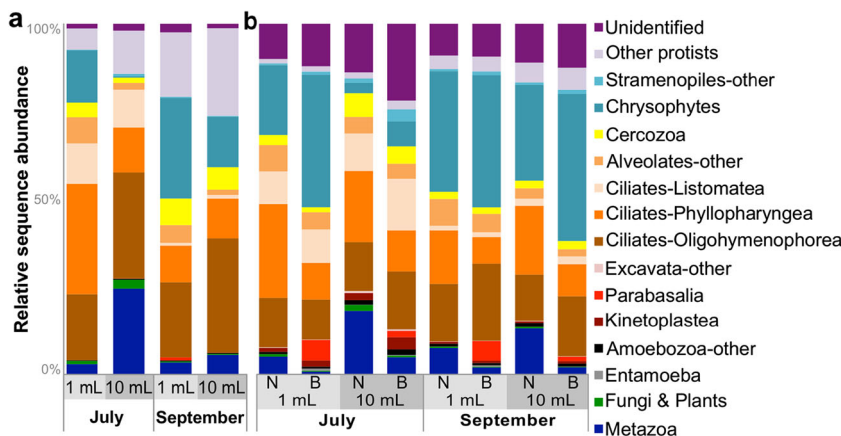 a
b
Relative sequence abundance
100%
50%
0%
1 mL 10 mL 1 mL 10 mL
July September
N B N B N B N B
1 mL 10 mL 1 mL 10 mL
July September
Unidentified
Other protists
Stramenopiles-other
Chrysophytes
Cercozoa
Alveolates-other
Ciliates-Listomatea
Ciliates-Phyllopharyngea
Ciliates-Oligohymenophorea
Excavata-other
Parabasalia
Kinetoplastea
Amoebozoa-other
Entamoeba
Fungi & Plants
Metazoa